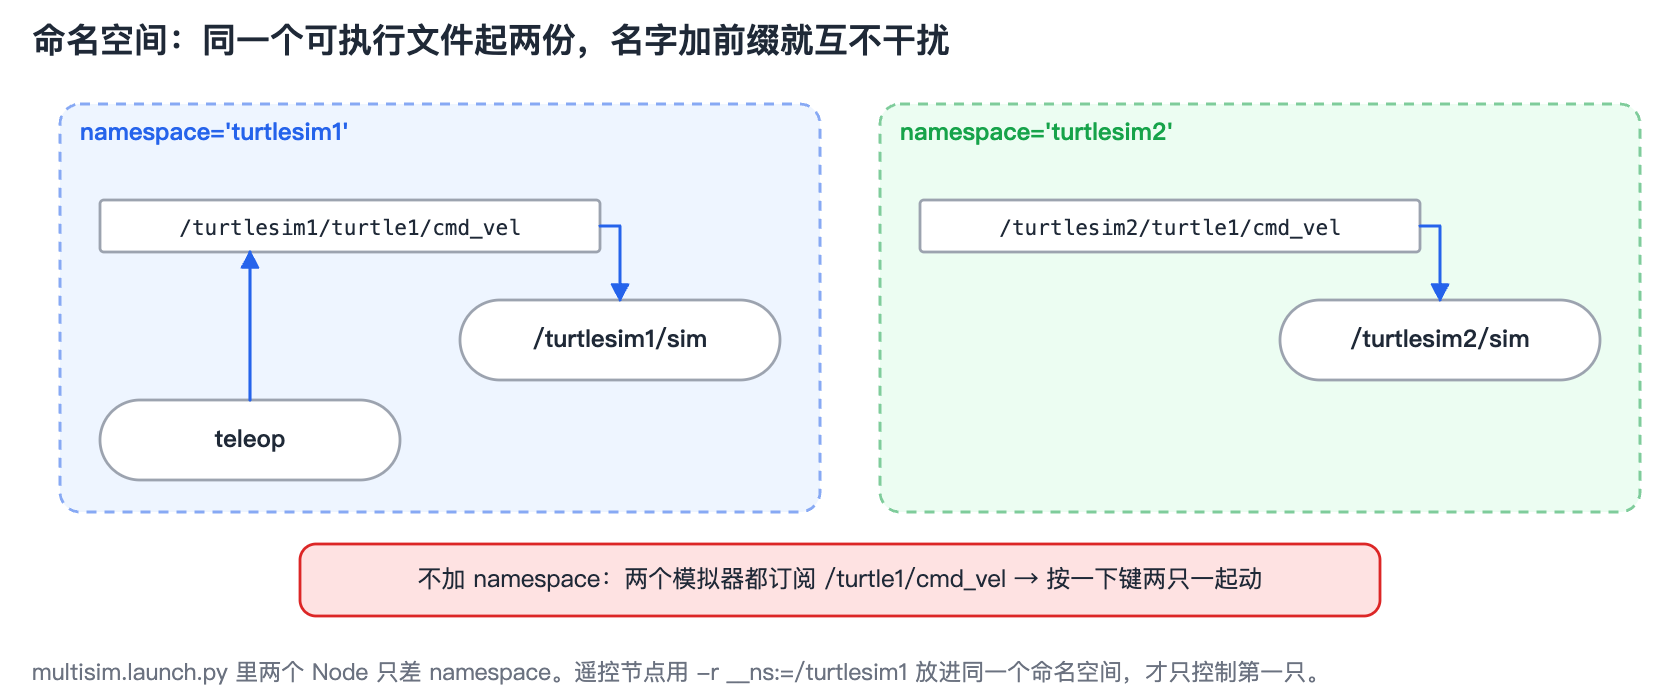 命名空间：同一个可执行文件起两份，名字加前缀就互不干扰
namespace='turtlesim1'
/turtlesim1/turtle1/cmd_vel
/turtlesim1/sim
teleop
namespace='turtlesim2'
/turtlesim2/turtle1/cmd_vel
/turtlesim2/sim
不加 namespace：两个模拟器都订阅 /turtle1/cmd_vel → 按一下键两只一起动
multisim.launch.py 里两个 Node 只差 namespace。遥控节点用 -r __ns:=/turtlesim1 放进同一个命名空间，才只控制第一只。